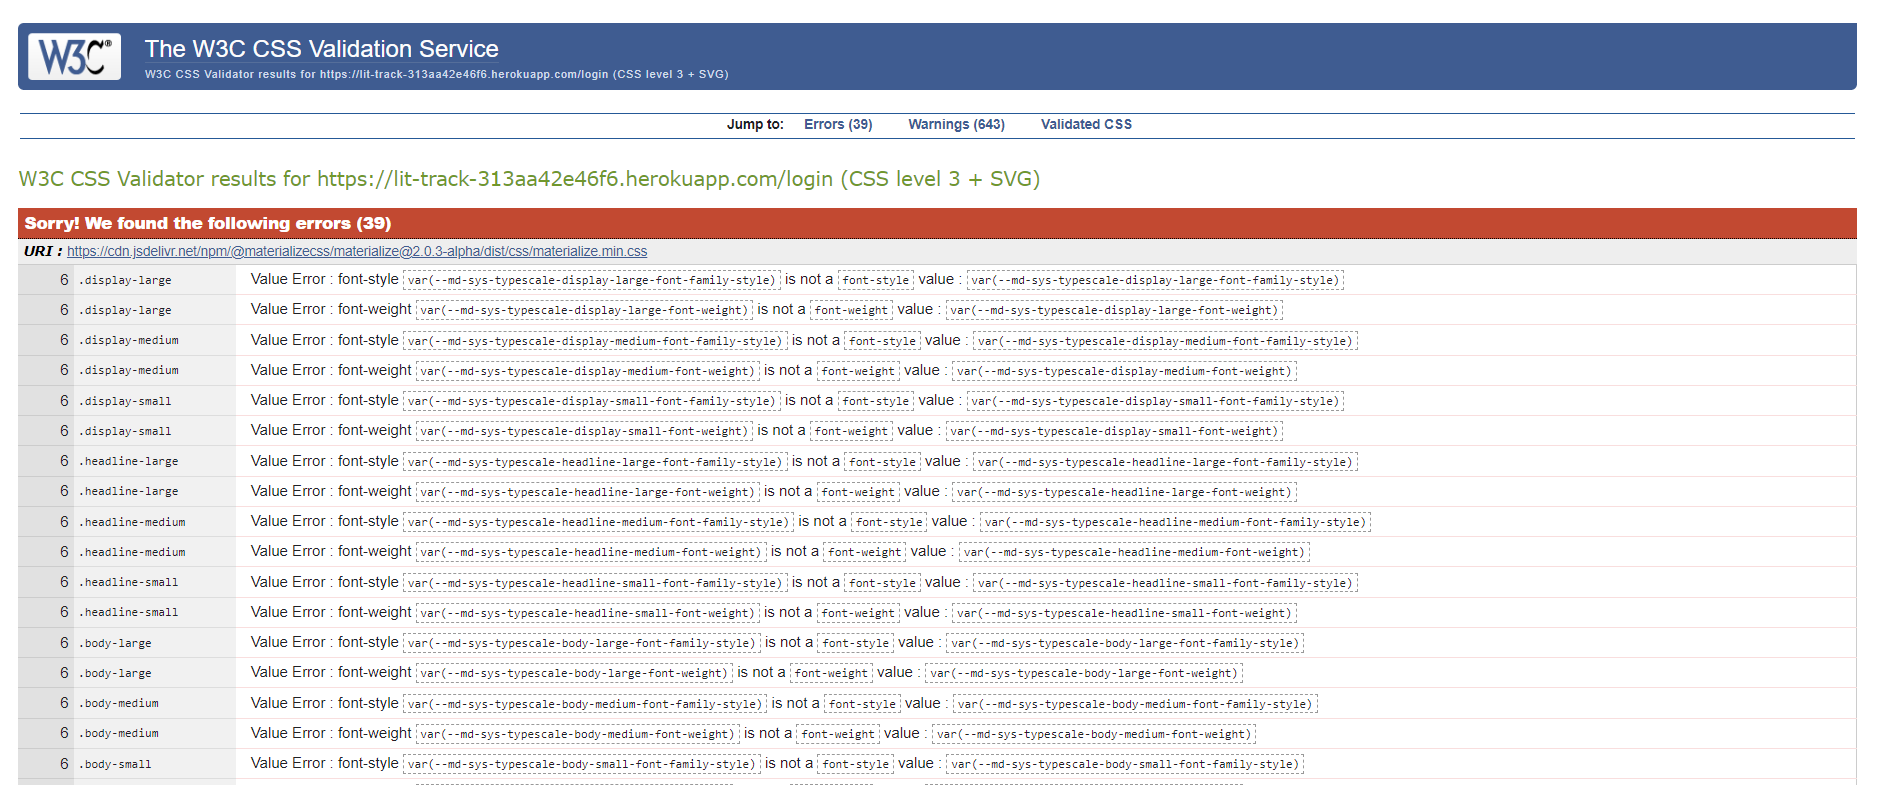 W3C® The W3C CSS Validation Service
W3C CSS Validator results for https://lit-track-313aa42e46f6.herokuapp.com/login (CSS level 3 + SVG)
Jump to: Errors (39) Warnings (643) Validated CSS
W3C CSS Validator results for https://lit-track-313aa42e46f6.herokuapp.com/login (CSS level 3 + SVG)
Sorry! We found the following errors (39)
URI : https://cdn.jsdelivr.net/npm/@materializecss/materialize@2.0.3-alpha/dist/css/materialize.min.css
6 .display-large Value Error : font-style var(--md-sys-typescale-display-large-font-family-style) is not a font-style value : var(--md-sys-typescale-display-large-font-family-style)
6 .display-large Value Error : font-weight var(--md-sys-typescale-display-large-font-weight) is not a font-weight value : var(--md-sys-typescale-display-large-font-weight)
6 .display-medium Value Error : font-style var(--md-sys-typescale-display-medium-font-family-style) is not a font-style value : var(--md-sys-typescale-display-medium-font-family-style)
6 .display-medium Value Error : font-weight var(--md-sys-typescale-display-medium-font-weight) is not a font-weight value : var(--md-sys-typescale-display-medium-font-weight)
6 .display-small Value Error : font-style var(--md-sys-typescale-display-small-font-family-style) is not a font-style value : var(--md-sys-typescale-display-small-font-family-style)
6 .display-small Value Error : font-weight var(--md-sys-typescale-display-small-font-weight) is not a font-weight value : var(--md-sys-typescale-display-small-font-weight)
6 .headline-large Value Error : font-style var(--md-sys-typescale-headline-large-font-family-style) is not a font-style value : var(--md-sys-typescale-headline-large-font-family-style)
6 .headline-large Value Error : font-weight var(--md-sys-typescale-headline-large-font-weight) is not a font-weight value : var(--md-sys-typescale-headline-large-font-weight)
6 .headline-medium Value Error : font-style var(--md-sys-typescale-headline-medium-font-family-style) is not a font-style value : var(--md-sys-typescale-headline-medium-font-family-style)
6 .headline-medium Value Error : font-weight var(--md-sys-typescale-headline-medium-font-weight) is not a font-weight value : var(--md-sys-typescale-headline-medium-font-weight)
6 .headline-small Value Error : font-style var(--md-sys-typescale-headline-small-font-family-style) is not a font-style value : var(--md-sys-typescale-headline-small-font-family-style)
6 .headline-small Value Error : font-weight var(--md-sys-typescale-headline-small-font-weight) is not a font-weight value : var(--md-sys-typescale-headline-small-font-weight)
6 .body-large Value Error : font-style var(--md-sys-typescale-body-large-font-family-style) is not a font-style value : var(--md-sys-typescale-body-large-font-family-style)
6 .body-large Value Error : font-weight var(--md-sys-typescale-body-large-font-weight) is not a font-weight value : var(--md-sys-typescale-body-large-font-weight)
6 .body-medium Value Error : font-style var(--md-sys-typescale-body-medium-font-family-style) is not a font-style value : var(--md-sys-typescale-body-medium-font-family-style)
6 .body-medium Value Error : font-weight var(--md-sys-typescale-body-medium-font-weight) is not a font-weight value : var(--md-sys-typescale-body-medium-font-weight)
6 .body-small Value Error : font-style var(--md-sys-typescale-body-small-font-family-style) is not a font-style value : var(--md-sys-typescale-body-small-font-family-style)